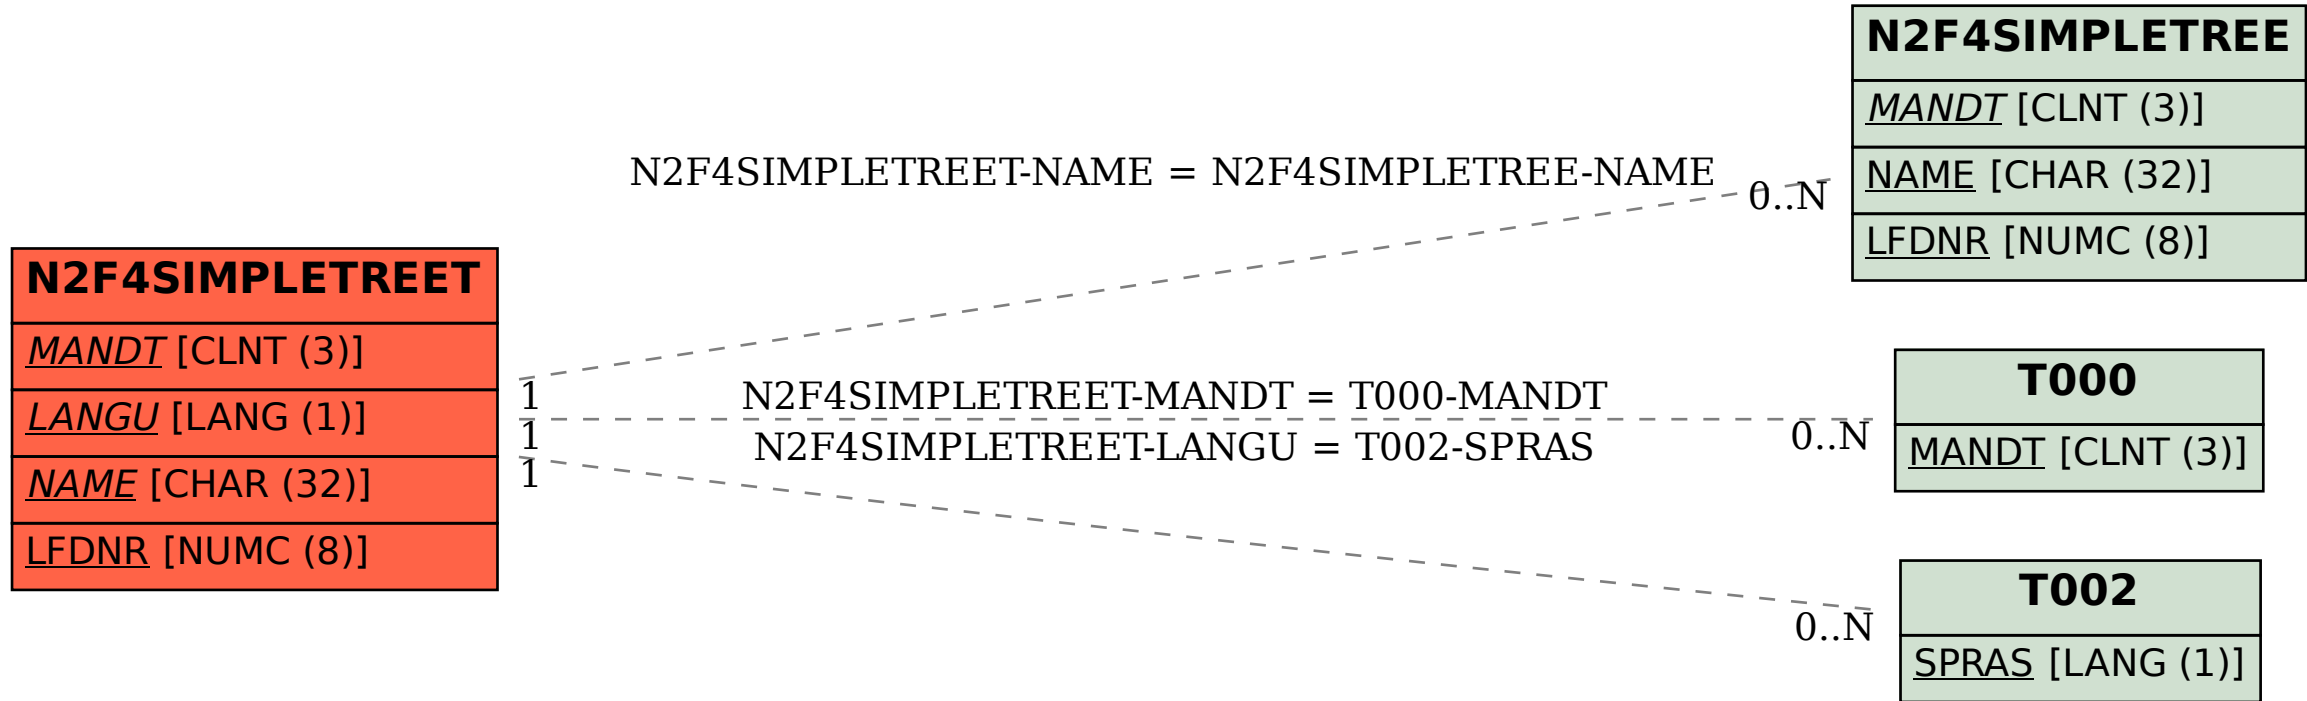 N2F4SIMPLETREET
MANDT [CLNT (3)]
LANGU [LANG (1)]
NAME [CHAR (32)]
LFDNR [NUMC (8)]
N2F4SIMPLETREET-NAME = N2F4SIMPLETREE-NAME
0..N
1
N2F4SIMPLETREET-MANDT = T000-MANDT
0..N
1
N2F4SIMPLETREET-LANGU = T002-SPRAS
0..N
1
N2F4SIMPLETREE
MANDT [CLNT (3)]
NAME [CHAR (32)]
LFDNR [NUMC (8)]
T000
MANDT [CLNT (3)]
T002
SPRAS [LANG (1)]